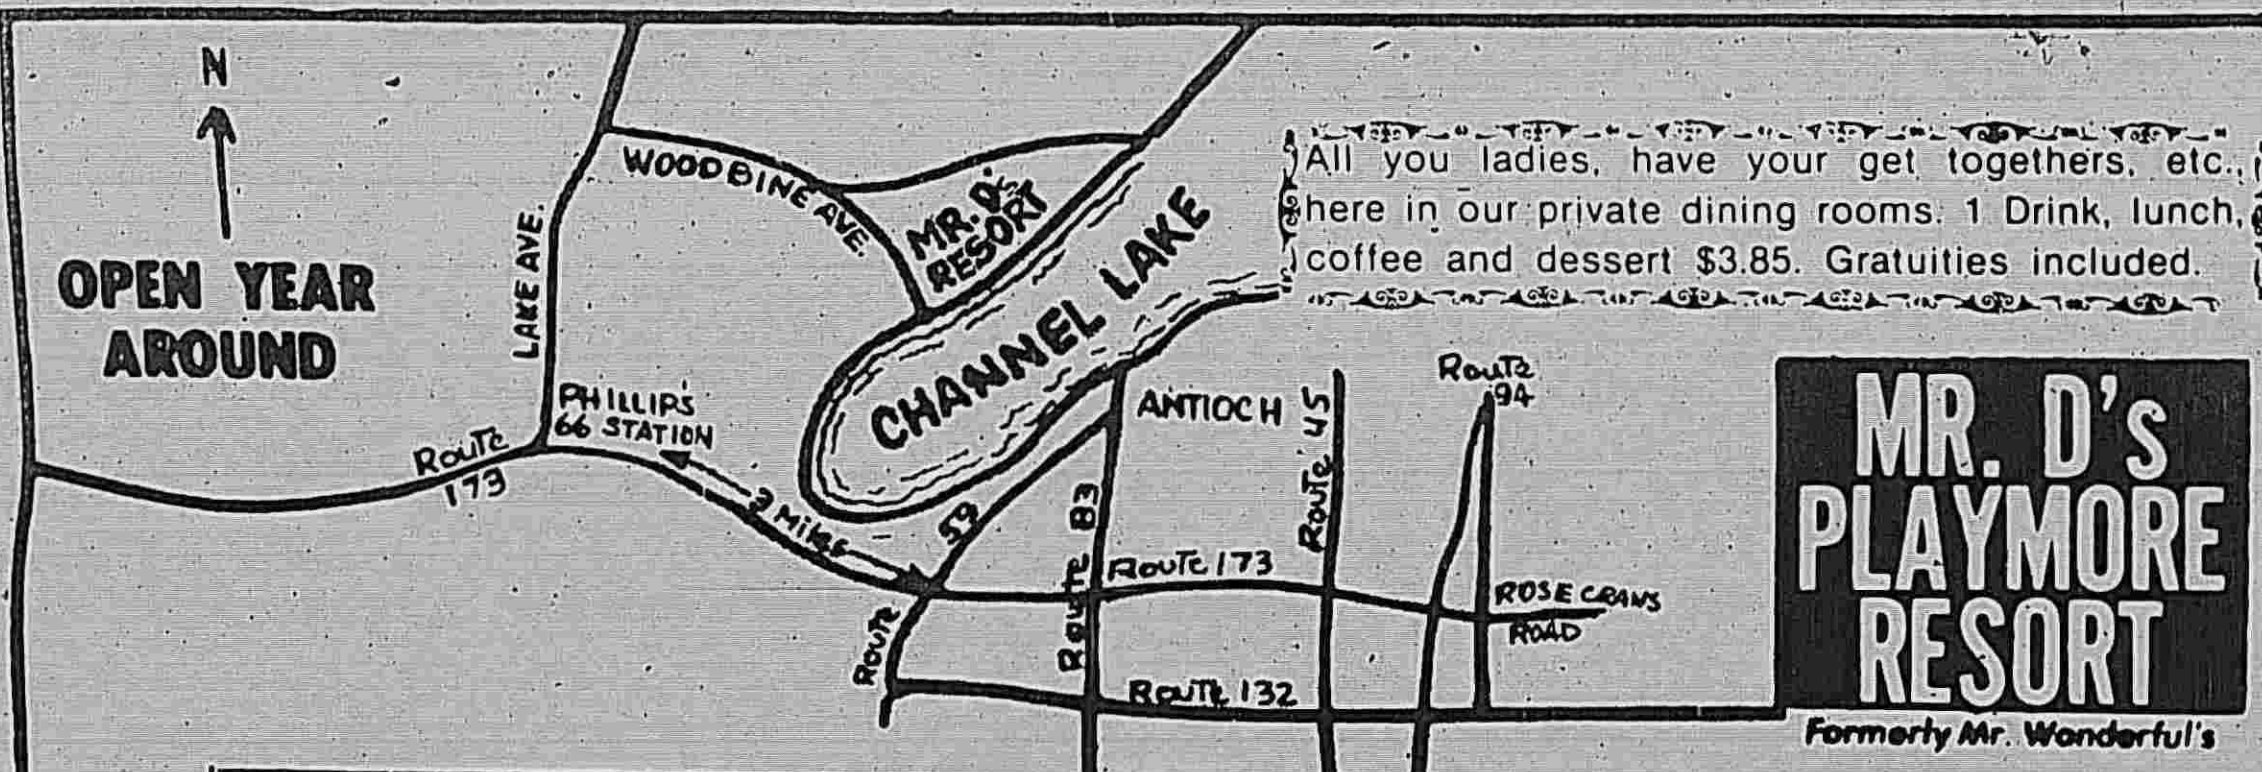 N
OPEN YEAR
AROUND
LAKE AVE.
WOODBINE AVE.
MR. D's
RESORT
CHANNEL LAKE
All you ladies, have your get togethers, etc.,
here in our private dining rooms. 1 Drink, lunch,
coffee and dessert $3.85. Gratuities included.
PHILLIP'S
66 STATION
Route
173
3 Miles
59
Route
ANTIOCH
Route 83
Route 45
Route
94
Route 173
ROSECRANS
ROAD
Route 132
MR. D's
PLAYMORE
RESORT
Formerly Mr. Wonderful's